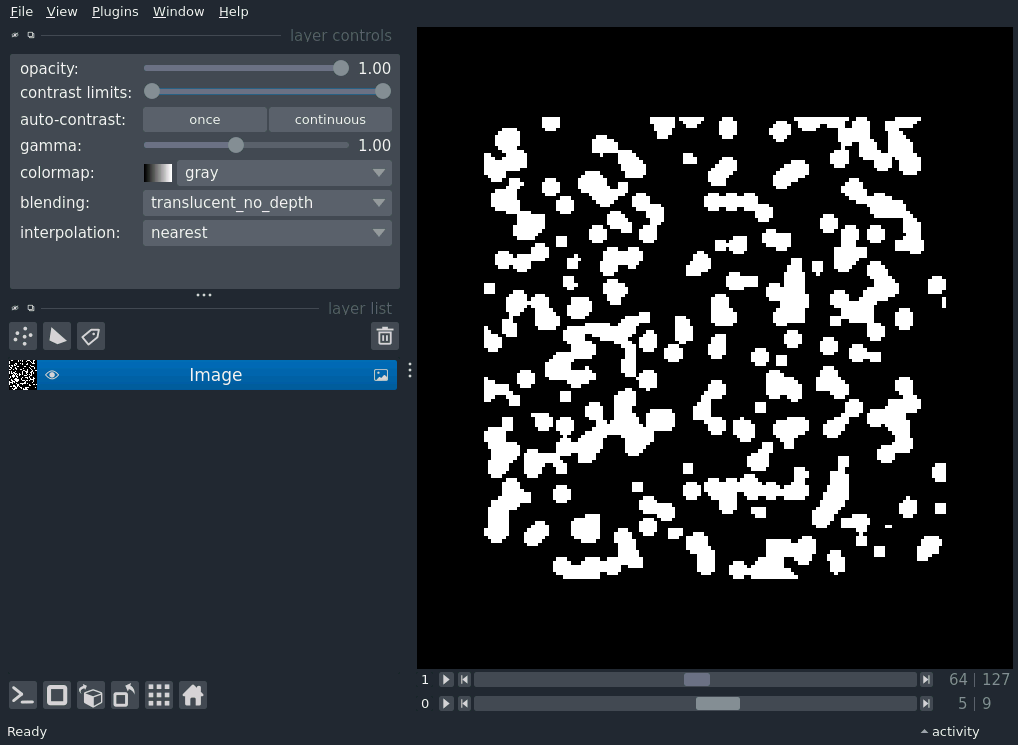 File View Plugins Window Help
layer controls
opacity: 1.00
contrast limits:
auto-contrast: once continuous
gamma: 1.00
colormap: gray
blending: translucent_no_depth
interpolation: nearest
layer list
Image
1 64 | 127
0 5 | 9
Ready activity